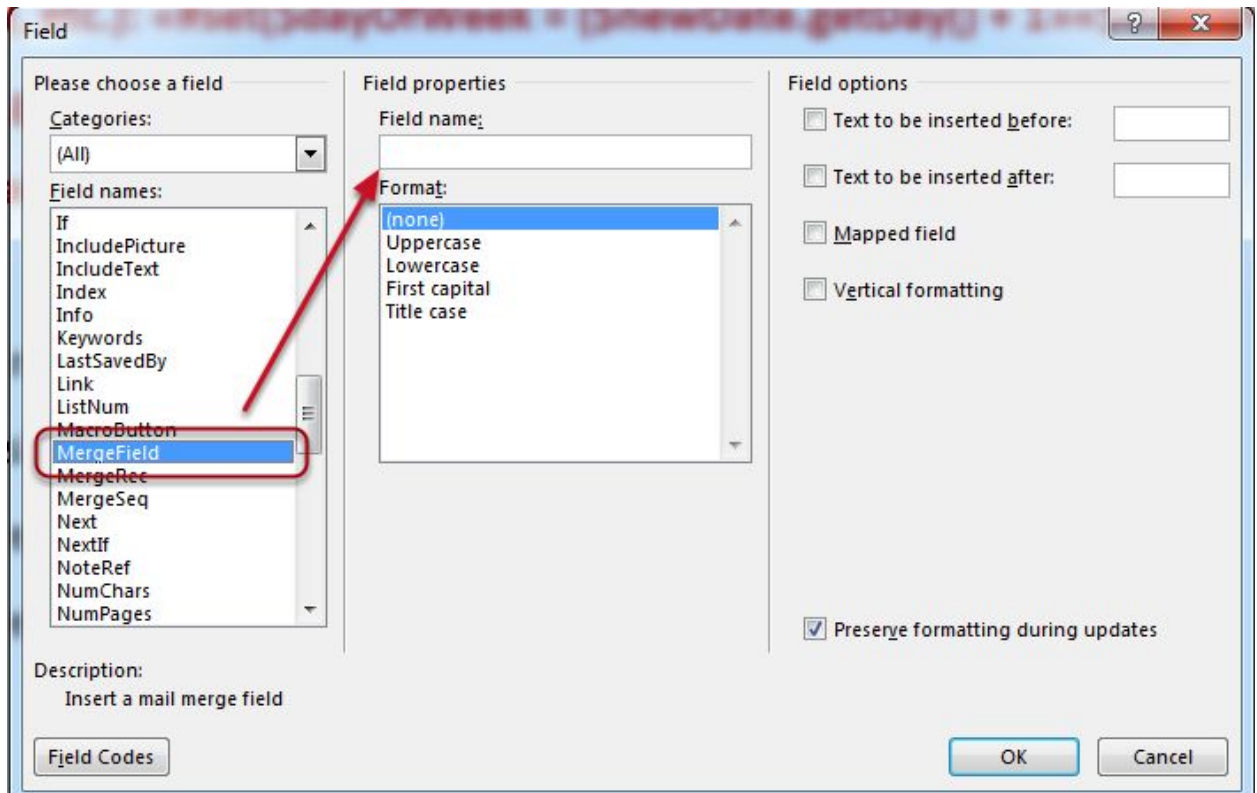 Field
Please choose a field
Categories:
(All)
Field names:
If
IncludePicture
IncludeText
Index
Info
Keywords
LastSavedBy
Link
ListNum
MacroButton
MergeField
MergeRec
MergeSeq
Next
NextIf
NoteRef
NumChars
NumPages
Description:
Insert a mail merge field
Field Codes
Field properties
Field name:
Format:
(none)
Uppercase
Lowercase
First capital
Title case
Field options
Text to be inserted before:
Text to be inserted after:
Mapped field
Vertical formatting
Preserve formatting during updates
OK
Cancel